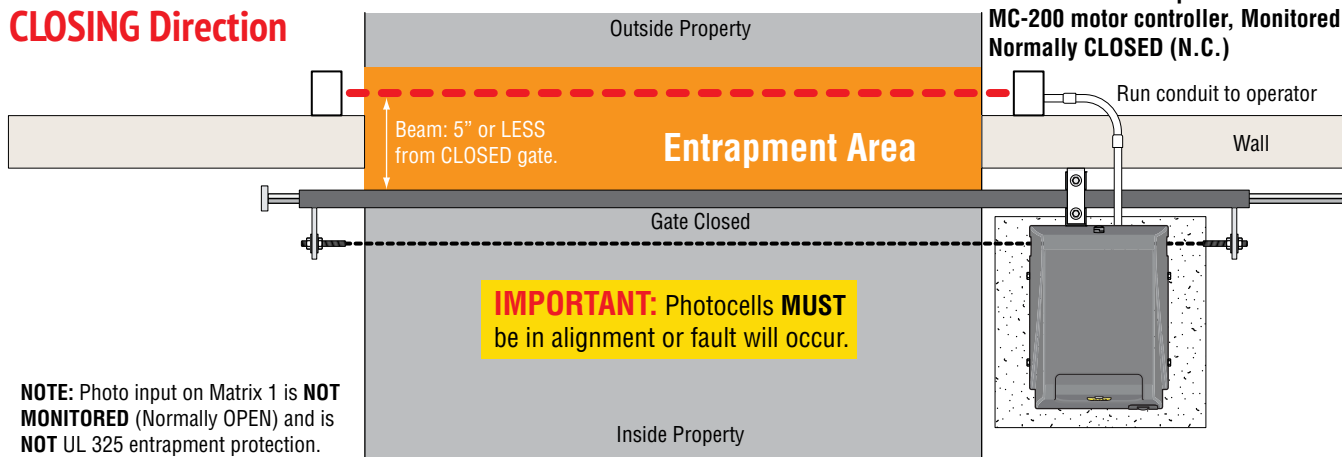 CLOSING Direction
Outside Property
MC-200 motor controller, Monitored
Normally CLOSED (N.C.)
Run conduit to operator
Beam: 5” or LESS
from CLOSED gate.
Entrapment Area
Wall
Gate Closed
IMPORTANT: Photocells MUST
be in alignment or fault will occur.
NOTE: Photo input on Matrix 1 is NOT
MONITORED (Normally OPEN) and is
NOT UL 325 entrapment protection.
Inside Property